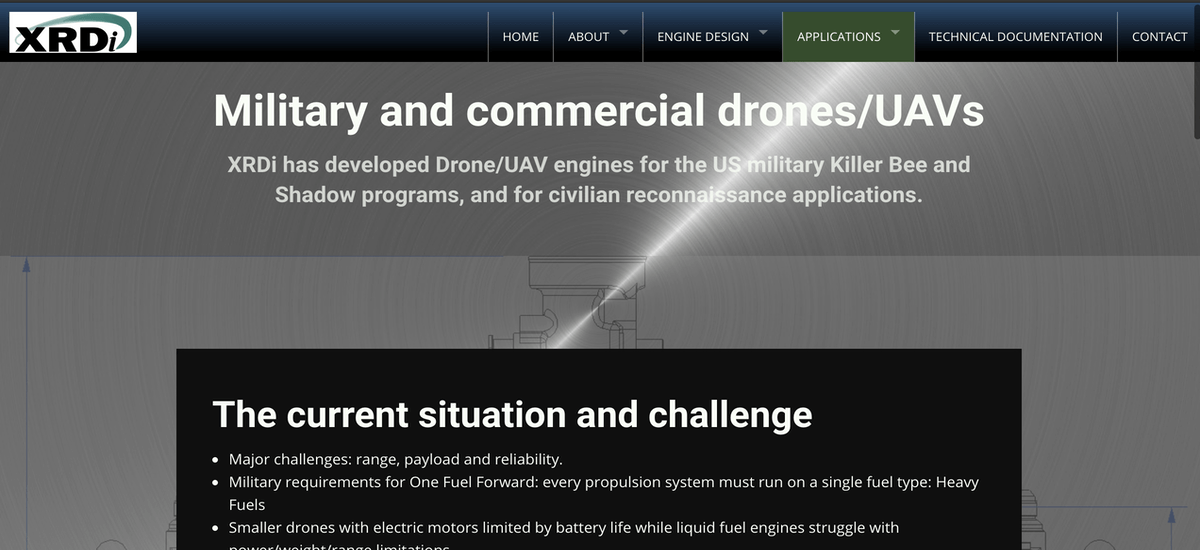 XRDi
HOME
ABOUT
ENGINE DESIGN
APPLICATIONS
TECHNICAL DOCUMENTATION
CONTACT
Military and commercial drones/UAVs
XRDi has developed Drone/UAV engines for the US military Killer Bee and
Shadow programs, and for civilian reconnaissance applications.
The current situation and challenge
Major challenges: range, payload and reliability.
Military requirements for One Fuel Forward: every propulsion system must run on a single fuel type: Heavy
Fuels
Smaller drones with electric motors limited by battery life while liquid fuel engines struggle with
power/weight/range limitations.